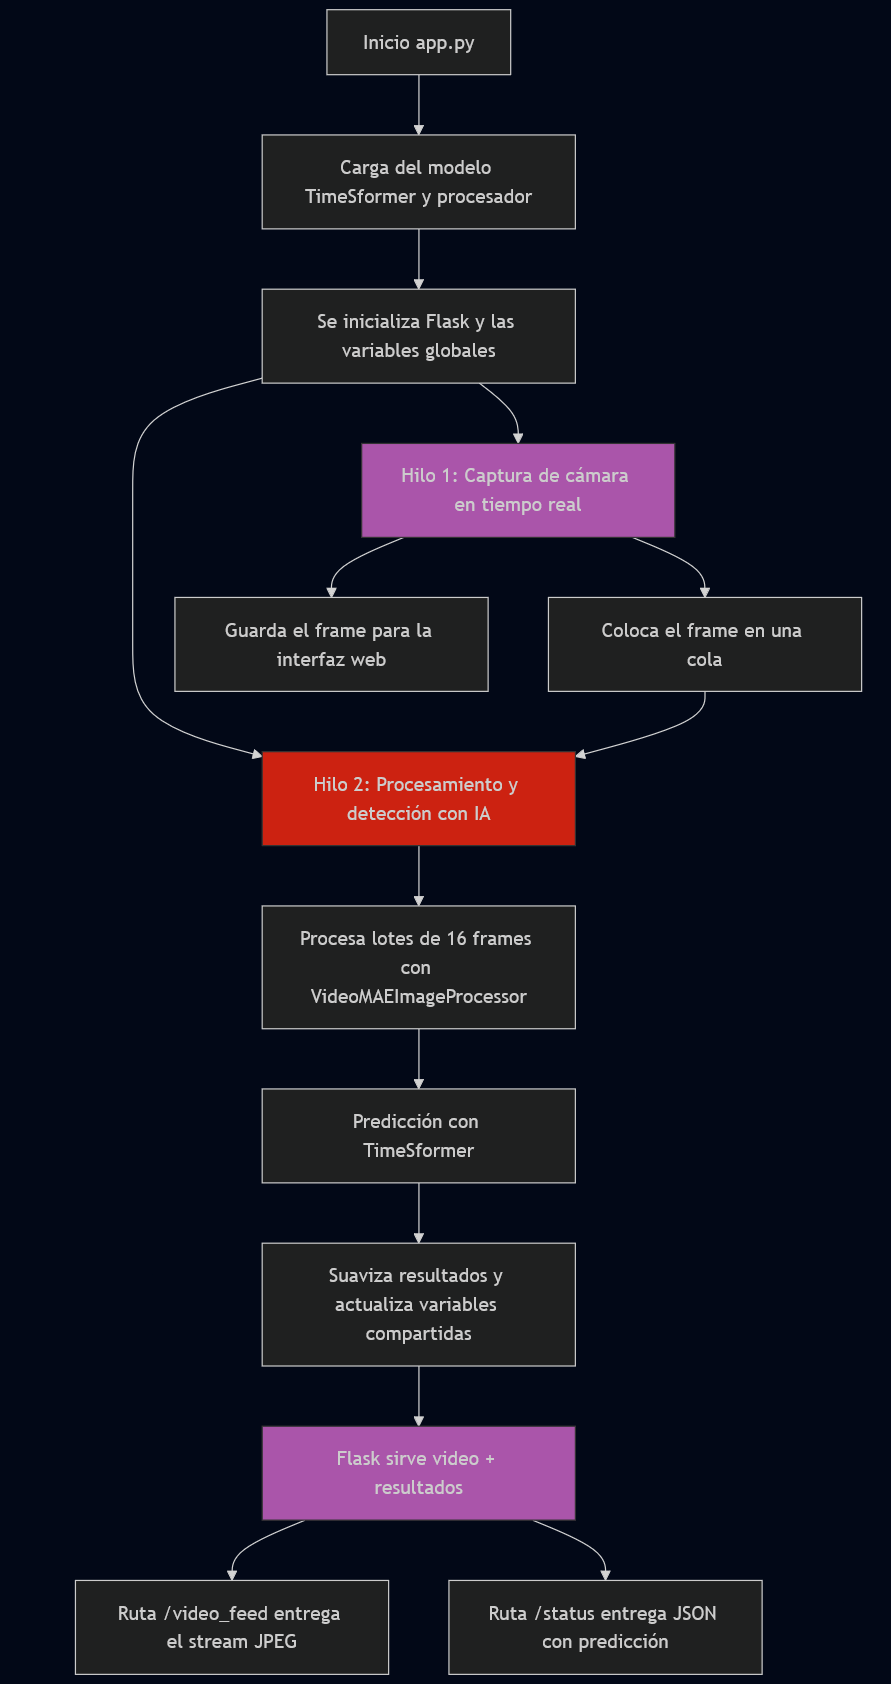 Inicio app.py
Carga del modelo
TimeSformer y procesador
Se inicializa Flask y las
variables globales
Hilo 1: Captura de cámara
en tiempo real
Guarda el frame para la
interfaz web
Coloca el frame en una
cola
Hilo 2: Procesamiento y
detección con IA
Procesa lotes de 16 frames
con
VideoMAEImageProcessor
Predicción con
TimeSformer
Suaviza resultados y
actualiza variables
compartidas
Flask sirve video +
resultados
Ruta /video_feed entrega
el stream JPEG
Ruta /status entrega JSON
con predicción